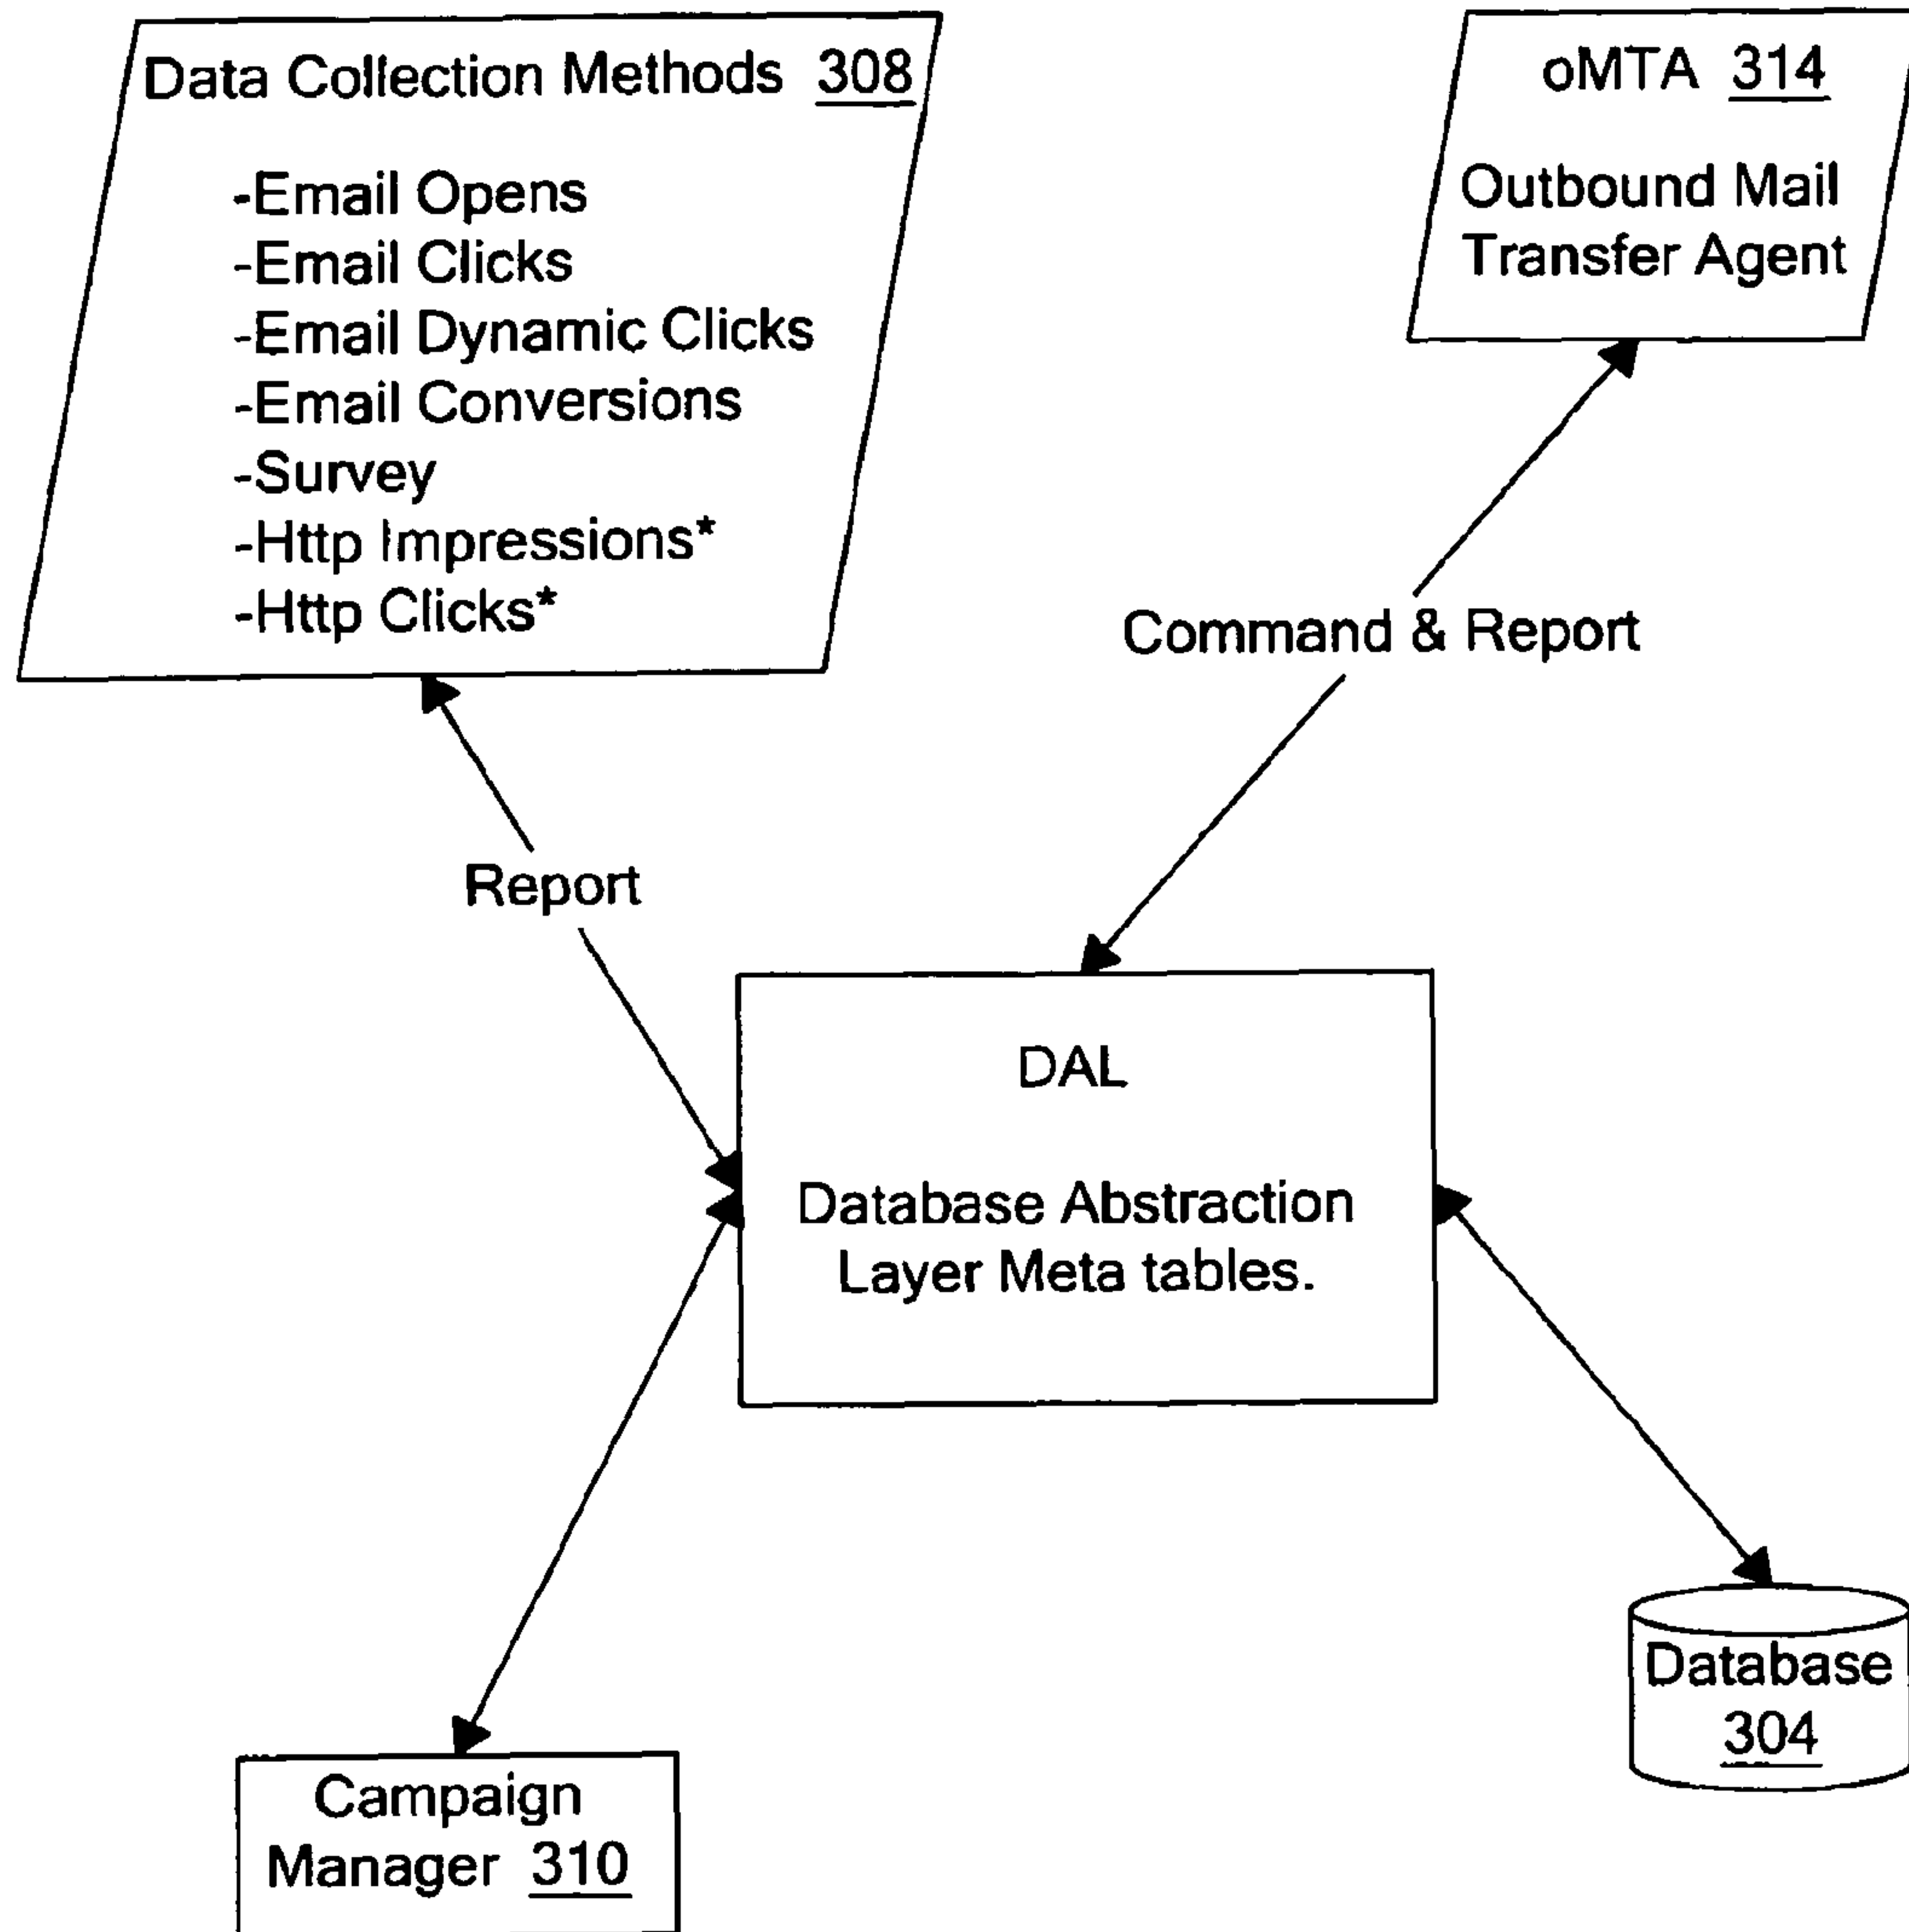 Data Collection Methods 308
-Email Opens
-Email Clicks
-Email Dynamic Clicks
-Email Conversions
-Survey
-Http Impressions*
-Http Clicks*
oMTA 314
Outbound Mail
Transfer Agent
Command & Report
Report
DAL
Database Abstraction
Layer Meta tables.
Database
304
Campaign
Manager 310